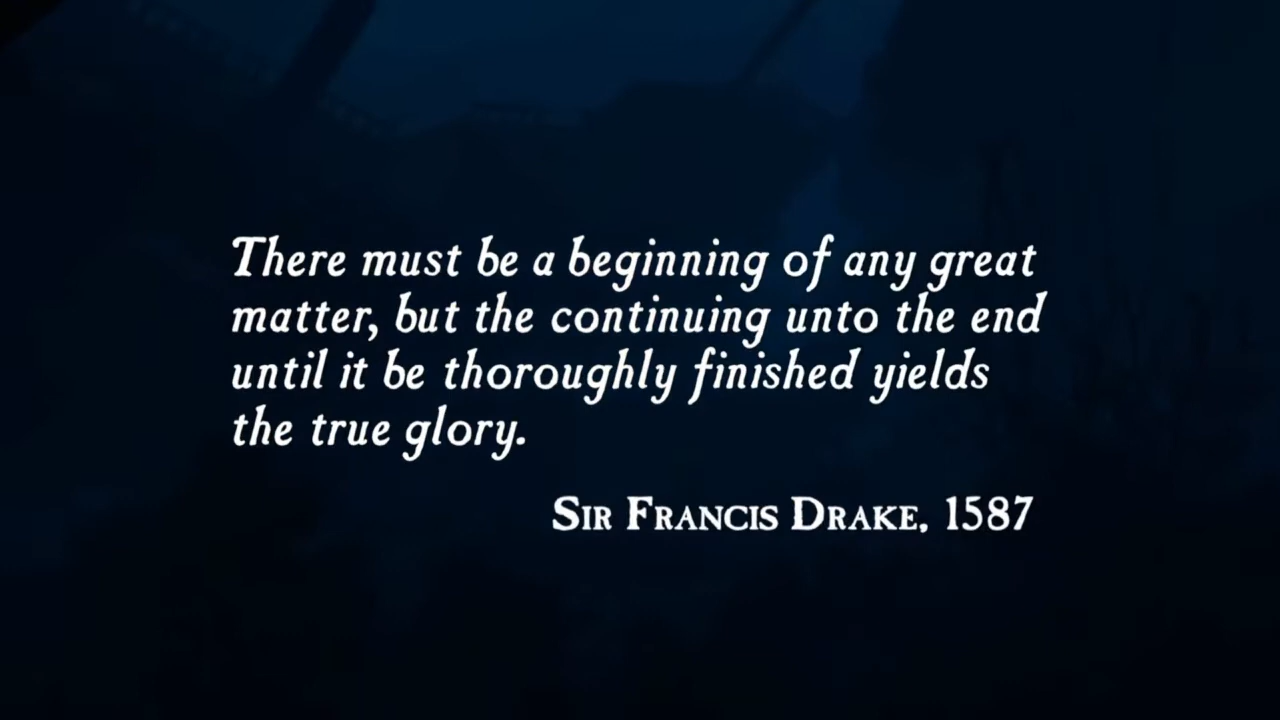 There must be a beginning of any great
matter, but the continuing unto the end
until it be thoroughly finished yields
the true glory.
Sir Francis Drake, 1587